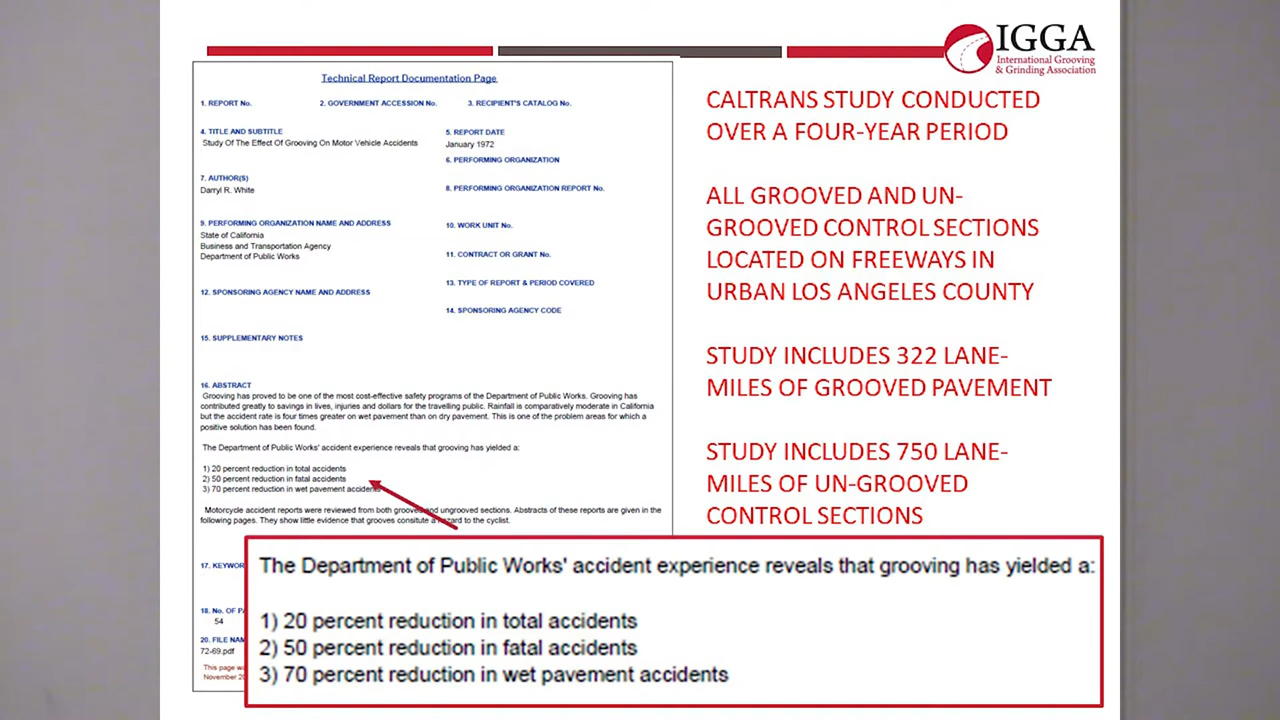 IGGA
International Grooving
& Grinding Association
Technical Report Documentation Page
1. REPORT No.
2. GOVERNMENT ACCESSION No.
3. RECIPIENT'S CATALOG No.
4. TITLE AND SUBTITLE
Study Of The Effect Of Grooving On Motor Vehicle Accidents
5. REPORT DATE
January 1972
6. PERFORMING ORGANIZATION
7. AUTHOR(S)
Darryl R. White
8. PERFORMING ORGANIZATION REPORT No.
9. PERFORMING ORGANIZATION NAME AND ADDRESS
State of California
Business and Transportation Agency
Department of Public Works
10. WORK UNIT No.
11. CONTRACT OR GRANT No.
12. SPONSORING AGENCY NAME AND ADDRESS
13. TYPE OF REPORT & PERIOD COVERED
14. SPONSORING AGENCY CODE
15. SUPPLEMENTARY NOTES
16. ABSTRACT
Grooving has proved to be one of the most cost-effective safety programs of the Department of Public Works. Grooving has
contributed greatly to savings in lives, injuries and dollars for the travelling public. Rainfall is comparatively moderate in California
but the accident rate is four times greater on wet pavement than on dry pavement. This is one of the problem areas for which a
positive solution has been found.
The Department of Public Works' accident experience reveals that grooving has yielded a:
1) 20 percent reduction in total accidents
2) 50 percent reduction in fatal accidents
3) 70 percent reduction in wet pavement accidents
Motorcycle accident reports were reviewed from both grooved and ungrooved sections. Abstracts of these reports are given in the
following pages. They show little evidence that grooves consitute a hazard to the cyclist.
17. KEYWOR
18. No. OF PA
54
20. FILE NAM
72-69.pdf
This page wa
November 20
CALTRANS STUDY CONDUCTED
OVER A FOUR-YEAR PERIOD
ALL GROOVED AND UN-
GROOVED CONTROL SECTIONS
LOCATED ON FREEWAYS IN
URBAN LOS ANGELES COUNTY
STUDY INCLUDES 322 LANE-
MILES OF GROOVED PAVEMENT
STUDY INCLUDES 750 LANE-
MILES OF UN-GROOVED
CONTROL SECTIONS
The Department of Public Works' accident experience reveals that grooving has yielded a:
1) 20 percent reduction in total accidents
2) 50 percent reduction in fatal accidents
3) 70 percent reduction in wet pavement accidents